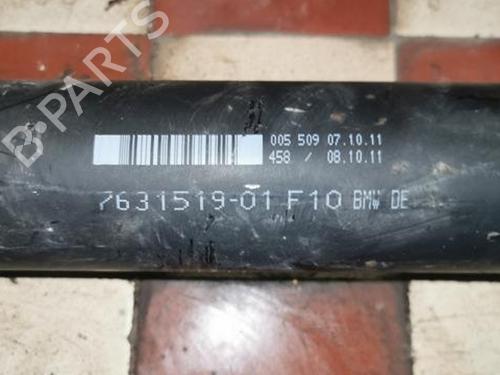 005 509 07.10.11
458 / 08.10.11
7631519-01 F10 BMW DE
B-PARTS